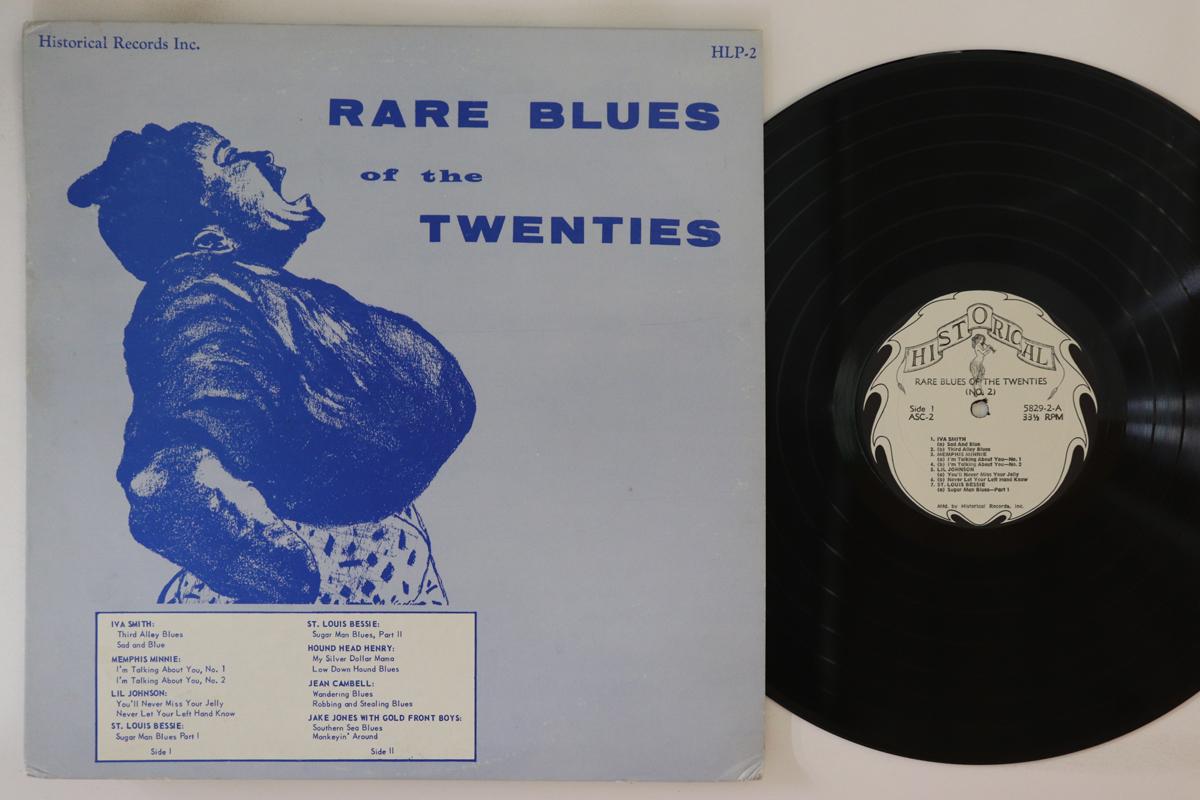 Historical Records Inc.
HLP-2
RARE BLUES
of the
TWENTIES
IVA SMITH:
Third Alley Blues
Sad and Blue
MEMPHIS MINNIE:
I'm Talking About You, No. 1
I'm Talking About You, No. 2
LIL JOHNSON:
You'll Never Miss Your Jelly
Never Let Your Left Hand Know
ST. LOUIS BESSIE:
Sugar Man Blues Part I
Side I
ST. LOUIS BESSIE:
Sugar Man Blues, Part II
HOUND HEAD HENRY:
My Silver Dollar Mama
Low Down Hound Blues
JEAN CAMBELL:
Wandering Blues
Robbing and Stealing Blues
JAKE JONES WITH GOLD FRONT BOYS:
Southern Sea Blues
Monkeyin' Around
Side II
HISTORICAL
RARE BLUES OF THE TWENTIES
(NO. 2)
Side 1
ASC-2
5829-2-A
33⅓ RPM
1. IVA SMITH
(a) Sad And Blue
2. (b) Third Alley Blues
3. MEMPHIS MINNIE
(a) I'm Talking About You—No. 1
4. (b) I'm Talking About You—No. 2
5. LIL JOHNSON
(a) You'll Never Miss Your Jelly
6. (b) Never Let Your Left Hand Know
7. ST. LOUIS BESSIE
(a) Sugar Man Blues—Part 1
Mfd. by Historical Records, Inc.